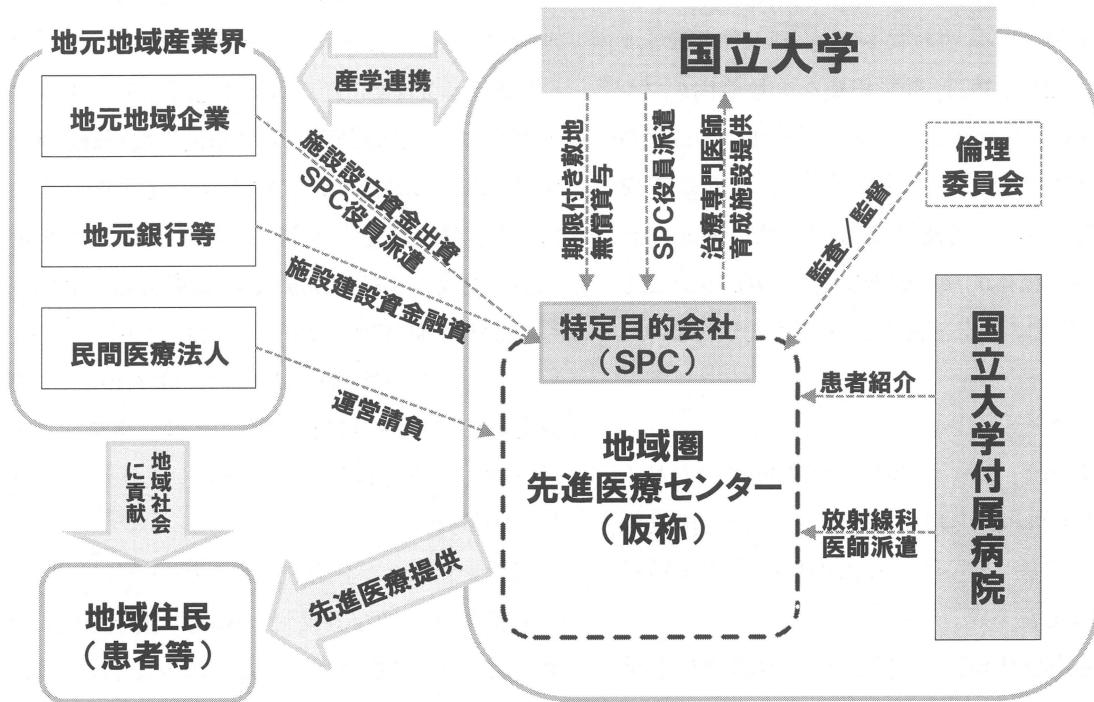 地元地域産業界
地元地域企業
地元銀行等
民間医療法人
産学連携
国立大学
施設設立資金出資
SPC役員派遣
施設建設資金融資
運営請負
期限付き敷地
無償貸与
SPC役員派遣
治療専門医師
育成施設提供
倫理
委員会
監査／監督
特定目的会社
（SPC）
地域圏
先進医療センター
（仮称）
患者紹介
放射線科
医師派遣
国立大学付属病院
地域社会
に貢献
先進医療提供
地域住民
（患者等）